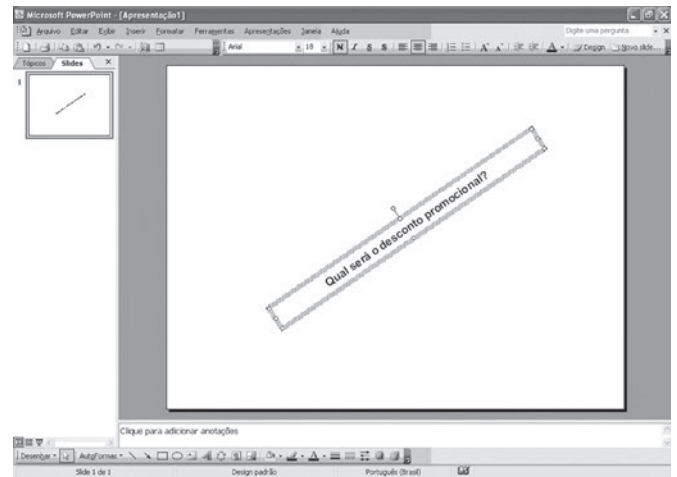 Microsoft PowerPoint - [Apresentação1]
Arquivo Editar Exibir Inserir Formatar Ferramentas Apresentações Janela Ajuda Digite uma pergunta
Arial 18 N I S S Design Novo slide...
Tópicos Slides
1
Qual será o desconto promocional?
Clique para adicionar anotações
Desenhar AutoFormas
Slide 1 de 1 Design padrão Português (Brasil)